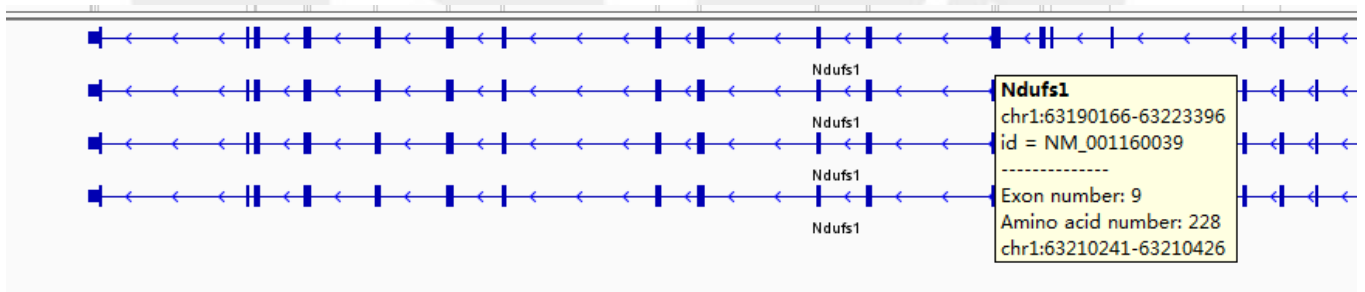 Ndufs1
Ndufs1
Ndufs1
Ndufs1
Ndufs1
chr1:63190166-63223396
id = NM_001160039
--------------
Exon number: 9
Amino acid number: 228
chr1:63210241-63210426